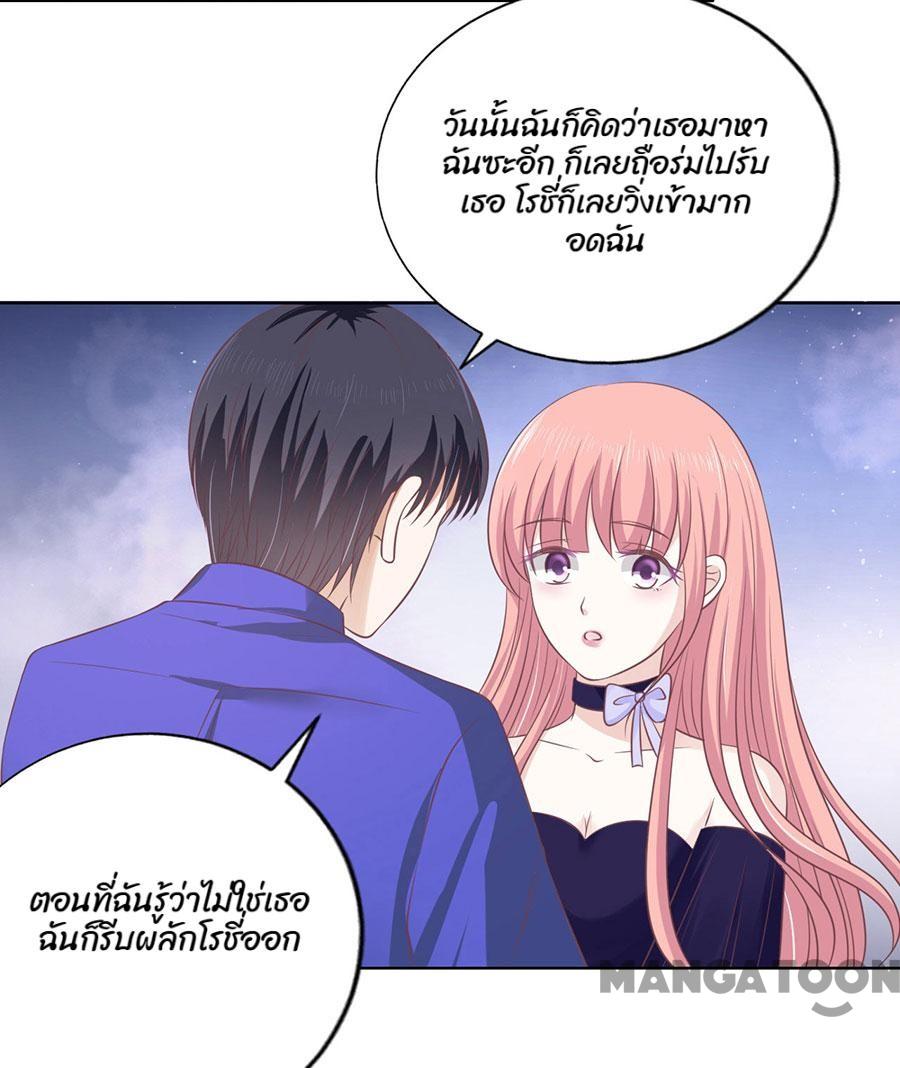 วันนั้นฉันก็คิดว่าเธอมาหา
ฉันซะอีก ก็เลยถือร่มไปรับ
เธอ โรชี่ก็เลยวิ่งเข้ามาก
อดฉัน
ตอนที่ฉันรู้ว่าไม่ใช่เธอ
ฉันก็รีบผลักโรชี่ออก
MANGATOON